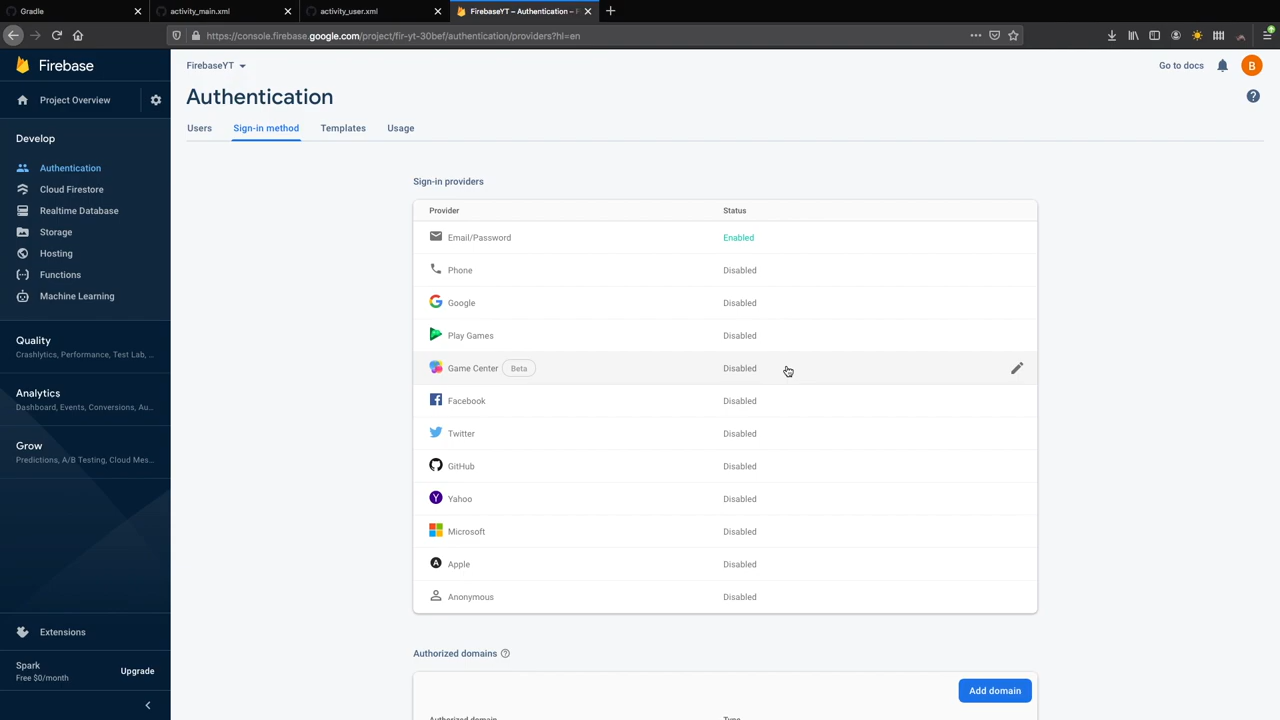 Gradle
activity_main.xml
activity_user.xml
FirebaseYT – Authentication –
https://console.firebase.google.com/project/fir-yt-30bef/authentication/providers?hl=en
Firebase
FirebaseYT
Go to docs
B
Project Overview
Authentication
Users
Sign-in method
Templates
Usage
Develop
Authentication
Cloud Firestore
Realtime Database
Storage
Hosting
Functions
Machine Learning
Quality
Crashlytics, Performance, Test Lab, ...
Analytics
Dashboard, Events, Conversions, Au...
Grow
Predictions, A/B Testing, Cloud Mes...
Extensions
Spark
Free $0/month
Upgrade
Sign-in providers
Provider Status
Email/Password Enabled
Phone Disabled
Google Disabled
Play Games Disabled
Game Center Beta Disabled
Facebook Disabled
Twitter Disabled
GitHub Disabled
Yahoo Disabled
Microsoft Disabled
Apple Disabled
Anonymous Disabled
Authorized domains
Add domain
Authorized domain Type